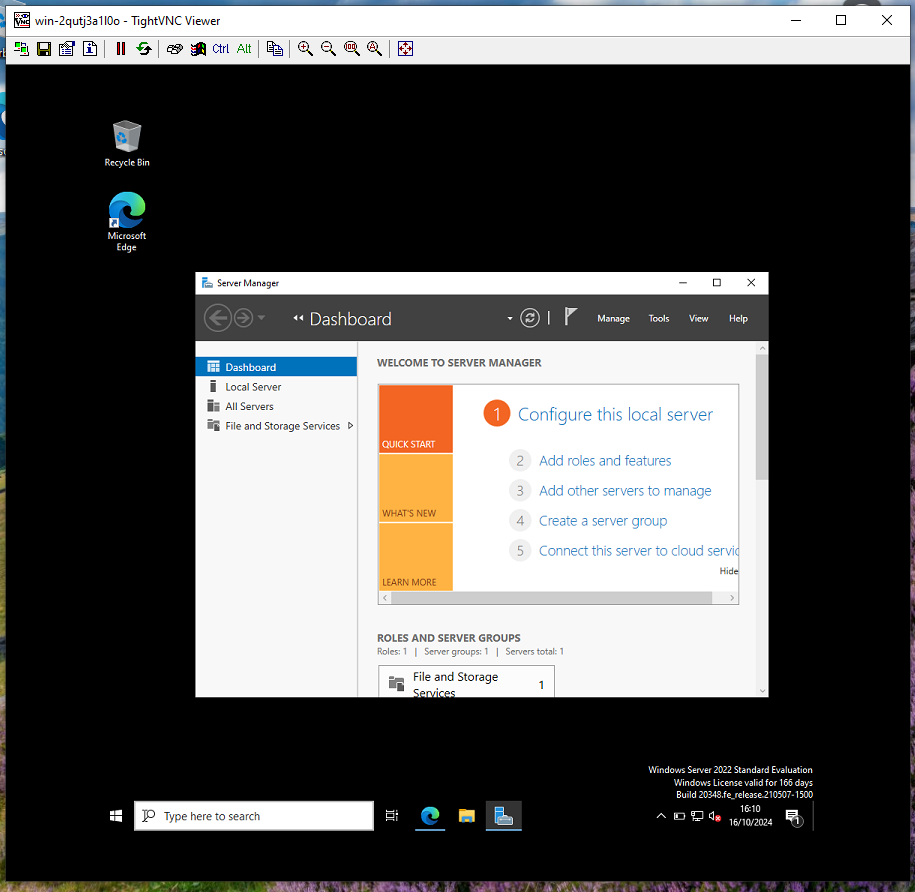 win-2qutj3a1l0o - TightVNC Viewer
Ctrl Alt
Recycle Bin
Microsoft
Edge
Server Manager
Dashboard
Manage Tools View Help
Dashboard
Local Server
All Servers
File and Storage Services
WELCOME TO SERVER MANAGER
QUICK START
WHAT'S NEW
LEARN MORE
1 Configure this local server
2 Add roles and features
3 Add other servers to manage
4 Create a server group
5 Connect this server to cloud servic
Hide
ROLES AND SERVER GROUPS
Roles: 1 | Server groups: 1 | Servers total: 1
File and Storage
Services
1
Windows Server 2022 Standard Evaluation
Windows License valid for 166 days
Build 20348.fe_release.210507-1500
Type here to search
16:10
16/10/2024
1